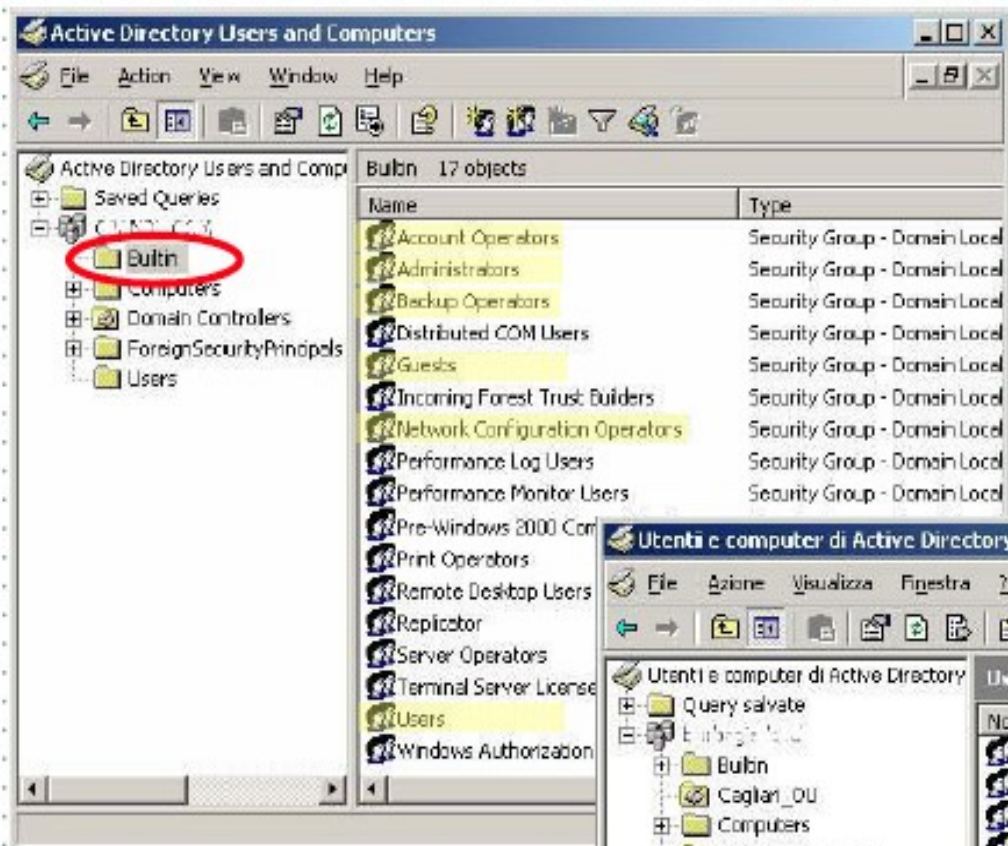 Active Directory Users and Computers
File Action View Window Help
Active Directory Users and Comp
Saved Queries
Builtin
Computers
Domain Controllers
ForeignSecurityPrincipals
Users
Builtin 17 objects
Name Type
Account Operators Security Group - Domain Local
Administrators Security Group - Domain Local
Backup Operators Security Group - Domain Local
Distributed COM Users Security Group - Domain Local
Guests Security Group - Domain Local
Incoming Forest Trust Builders Security Group - Domain Local
Network Configuration Operators Security Group - Domain Local
Performance Log Users Security Group - Domain Local
Performance Monitor Users Security Group - Domain Local
Pre-Windows 2000 Com
Print Operators
Remote Desktop Users
Replicator
Server Operators
Terminal Server License
Users
Windows Authorization
Utenti e computer di Active Directory
File Azione Visualizza Finestra ?
Utenti e computer di Active Directory
Query salvate
Builtin
Cagliari_OU
Computers